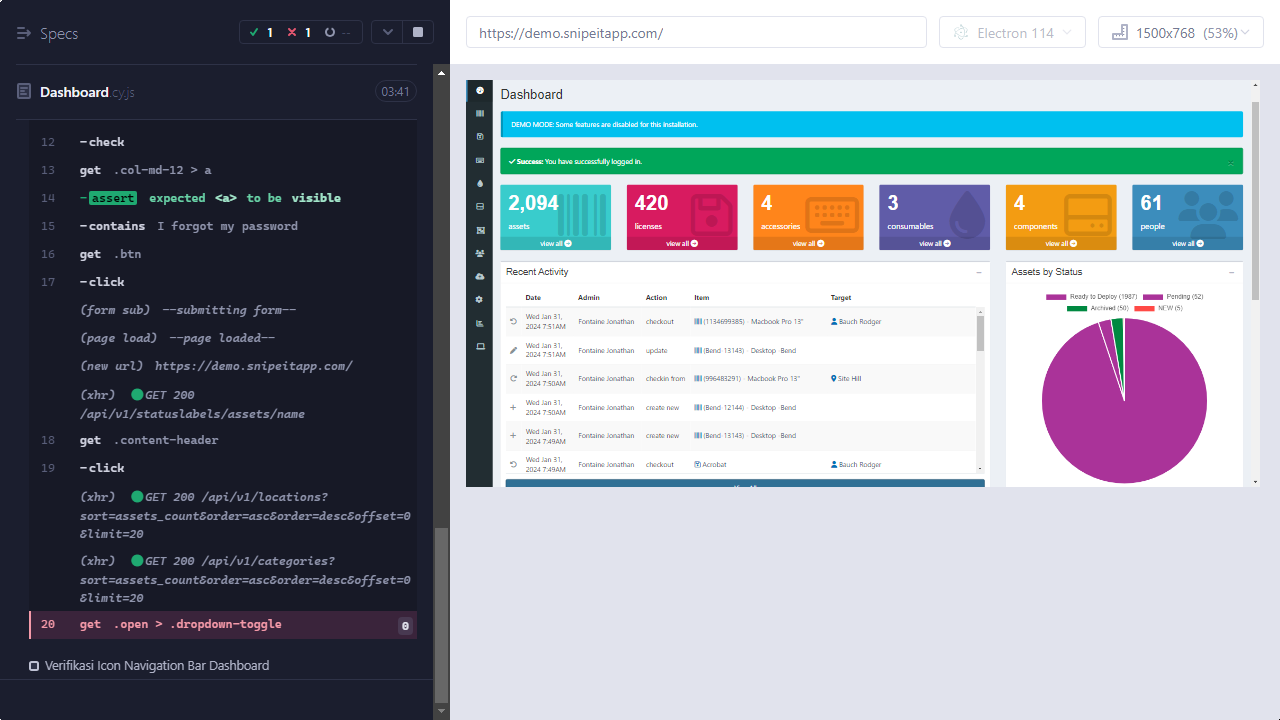 Specs
1
1
--
https://demo.snipeitapp.com/
Electron 114
1500x768 (53%)
Dashboard.cy.js
03:41
12 -check
13 get .col-md-12 > a
14 -assert expected <a> to be visible
15 -contains I forgot my password
16 get .btn
17 -click
(form sub) --submitting form--
(page load) --page loaded--
(new url) https://demo.snipeitapp.com/
(xhr) GET 200
/api/v1/statuslabels/assets/name
18 get .content-header
19 -click
(xhr) GET 200 /api/v1/locations?
sort=assets_count&order=asc&order=desc&offset=0
&limit=20
(xhr) GET 200 /api/v1/categories?
sort=assets_count&order=asc&order=desc&offset=0
&limit=20
20 get .open > .dropdown-toggle 0
Verifikasi Icon Navigation Bar Dashboard
Dashboard
DEMO MODE: Some features are disabled for this installation.
Success: You have successfully logged in.
2,094
assets
view all
420
licenses
view all
4
accessories
view all
3
consumables
view all
4
components
view all
61
people
view all
Recent Activity
Date Admin Action Item Target
Wed Jan 31, 2024 7:51AM Fontaine Jonathan checkout (1134699385) - Macbook Pro 13" Bauch Rodger
Wed Jan 31, 2024 7:51AM Fontaine Jonathan update (Bend-13143) - Desktop -Bend
Wed Jan 31, 2024 7:50AM Fontaine Jonathan checkin from (996483291) - Macbook Pro 13" Site Hill
Wed Jan 31, 2024 7:50AM Fontaine Jonathan create new (Bend-12144) - Desktop -Bend
Wed Jan 31, 2024 7:49AM Fontaine Jonathan create new (Bend-13143) - Desktop -Bend
Wed Jan 31, 2024 7:49AM Fontaine Jonathan checkout Acrobat Bauch Rodger
Assets by Status
Ready to Deploy (1987) Pending (52)
Archived (50) NEW (5)